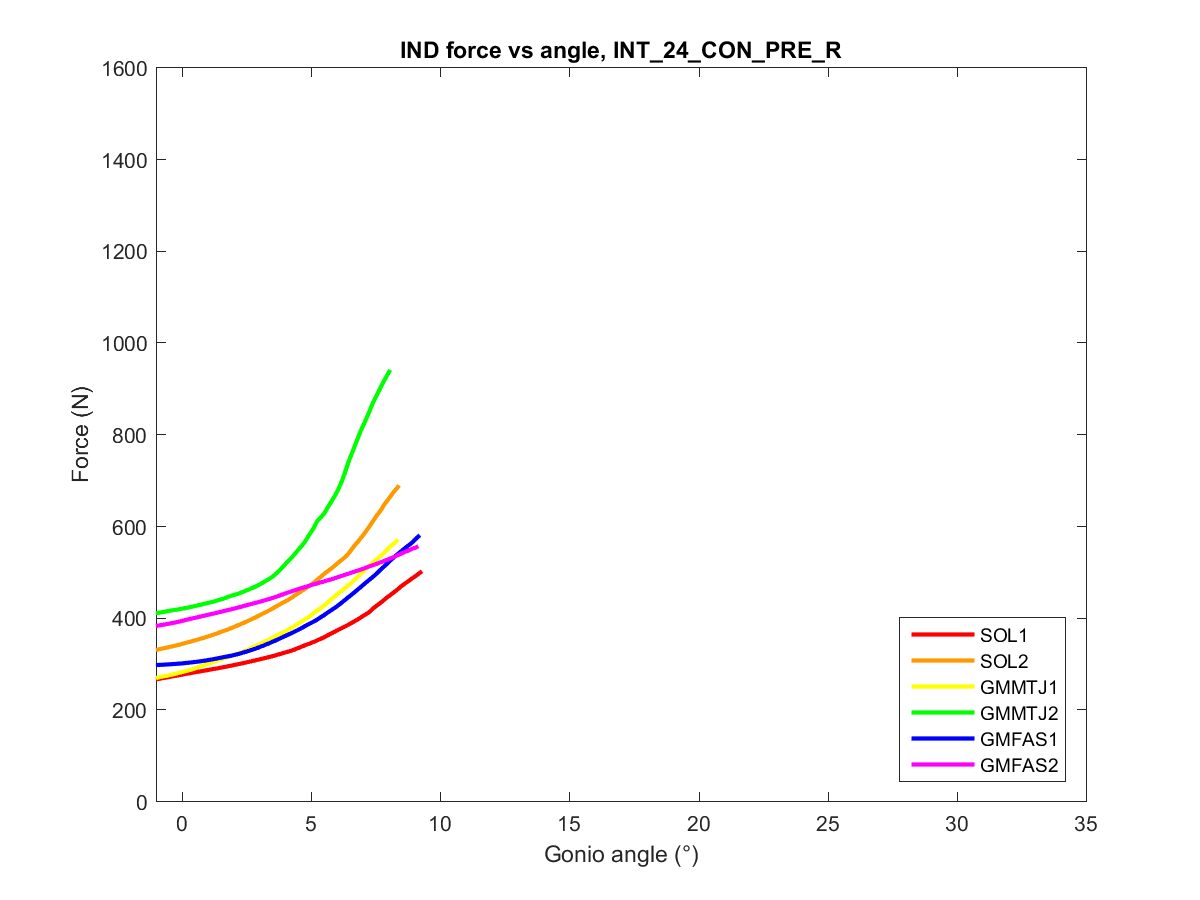 IND force vs angle, INT_24_CON_PRE_R
1600
1400
1200
1000
800
600
400
200
0
Force (N)
0 5 10 15 20 25 30 35
Gonio angle (°)
SOL1
SOL2
GMMTJ1
GMMTJ2
GMFAS1
GMFAS2